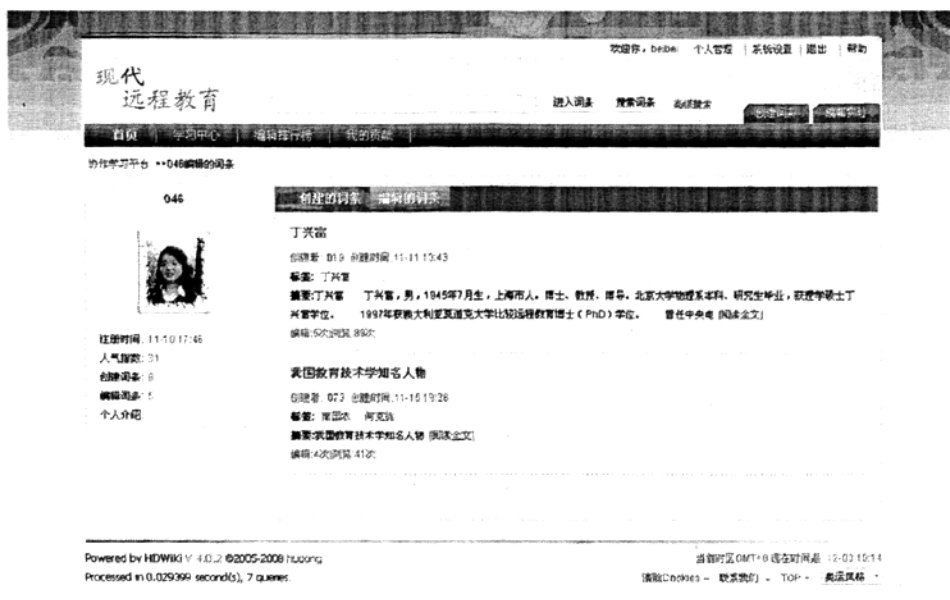 欢迎你，beibei 个人管理 | 系统设置 | 退出 | 帮助
现代
远程教育
进入词条 搜索词条 高级搜索
创建词条
首页 | 学习中心 | 编辑排行榜 | 我的贡献 |
协作学习平台 >>046编辑的词条
046
创建的词条 编辑的词条
丁兴富
创建者: 019 创建时间:11-11 13:43
标签: 丁兴富
摘要:丁兴富 丁兴富，男，1945年7月生，上海市人。博士、教授、博导。北京大学物理系本科、研究生毕业，获理学硕士丁
兴富学位。 1997年获澳大利亚莫道克大学比较远程教育博士（PhD）学位。 曾任中央电 [阅读全文]
编辑:5次|浏览:89次
注册时间: 11-10 17:46
人气指数: 31
创建词条: 0
编辑词条: 5
个人介绍
我国教育技术学知名人物
创建者: 073 创建时间:11-15 19:26
标签: 南国农 何克抗
摘要:我国教育技术学知名人物 [阅读全文]
编辑:4次|浏览:41次
Powered by HDWiki V 4.0.2 ©2005-2008 hudong
Processed in 0.029399 second(s), 7 queries.
当前时区GMT+8 现在时间是 12-03 10:14
清除Cookies - 联系我们 - TOP - 奥运风格